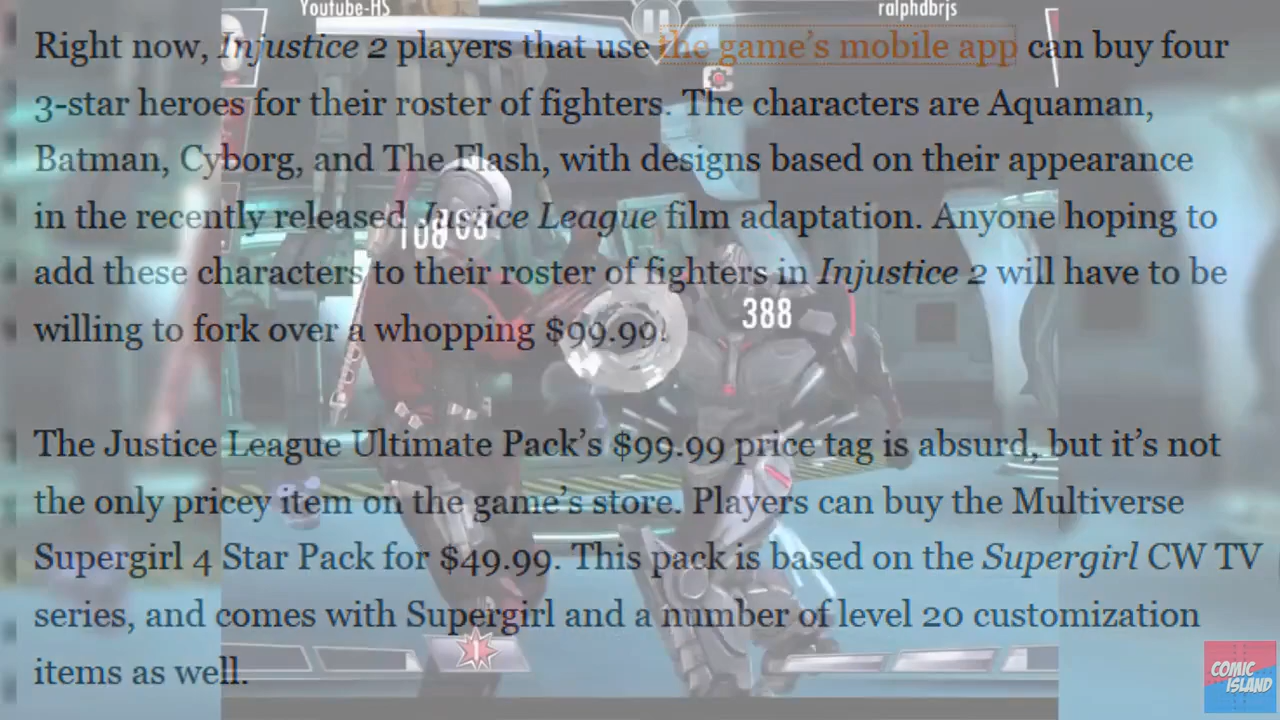 Youtube-HS
ralphdbrjs
Right now, Injustice 2 players that use the game's mobile app can buy four
3-star heroes for their roster of fighters. The characters are Aquaman,
Batman, Cyborg, and The Flash, with designs based on their appearance
in the recently released Justice League film adaptation. Anyone hoping to
add these characters to their roster of fighters in Injustice 2 will have to be
willing to fork over a whopping $99.99!
108
388
The Justice League Ultimate Pack's $99.99 price tag is absurd, but it's not
the only pricey item on the game's store. Players can buy the Multiverse
Supergirl 4 Star Pack for $49.99. This pack is based on the Supergirl CW TV
series, and comes with Supergirl and a number of level 20 customization
items as well.
COMIC
ISLAND